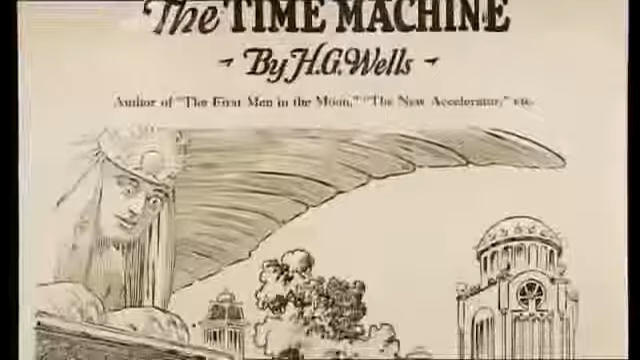 The TIME MACHINE
By H.G. Wells
Author of "The First Men in the Moon," "The New Accelerator," etc.